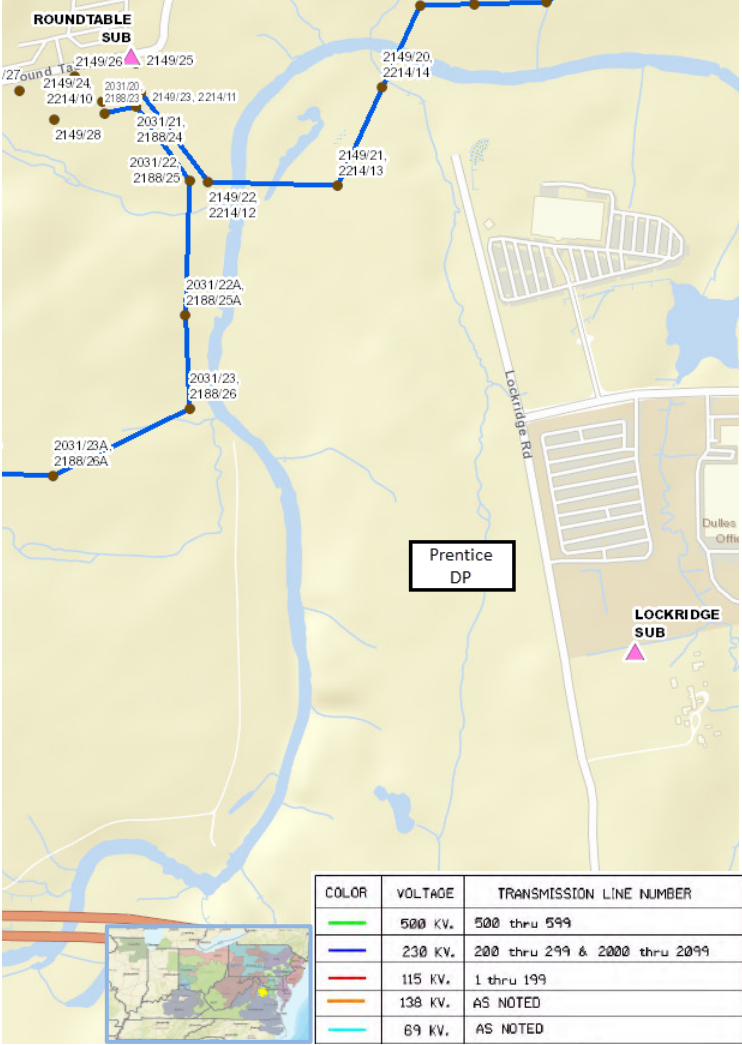 ROUNDTABLE
SUB
2149/26
2149/25
/27
2149/24,
2214/10
2031/20,
2188/23
2149/23, 2214/11
2149/28
2031/21,
2188/24
2031/22,
2188/25
2149/22,
2214/12
2149/20,
2214/14
2149/21,
2214/13
2031/22A,
2188/25A
2031/23,
2188/26
2031/23A,
2188/26A
Lockridge Rd
Prentice
DP
Dulles
Offic
LOCKRIDGE
SUB
COLOR VOLTAGE TRANSMISSION LINE NUMBER
500 KV. 500 thru 599
230 KV. 200 thru 299 & 2000 thru 2099
115 KV. 1 thru 199
138 KV. AS NOTED
69 KV. AS NOTED